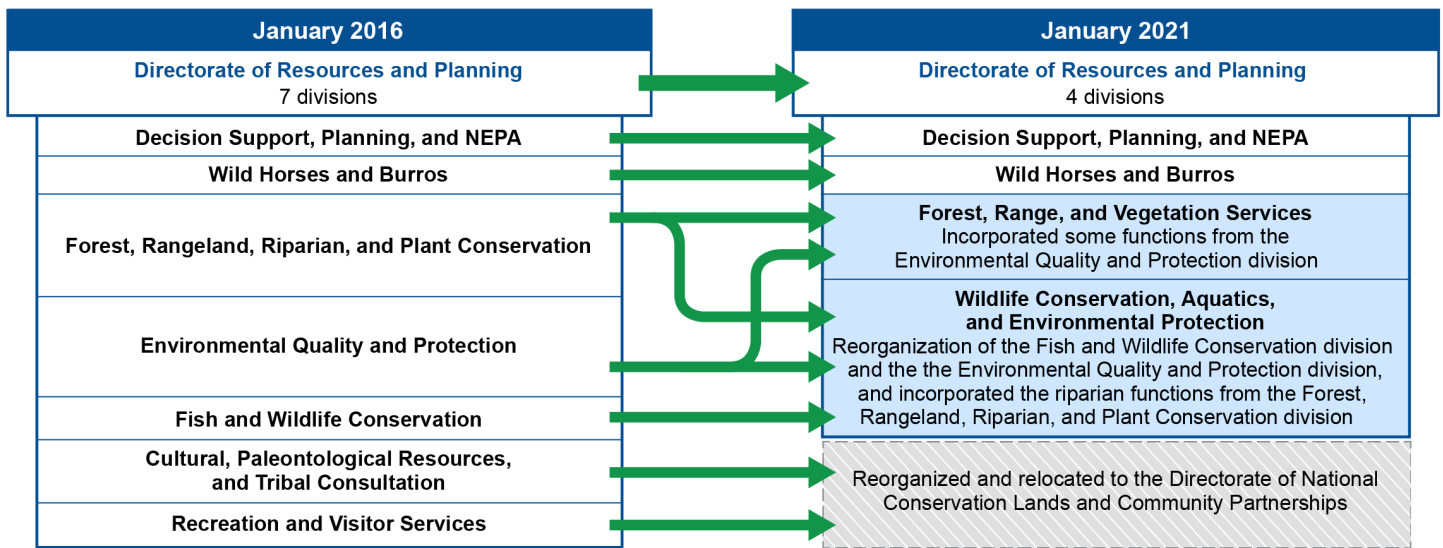 January 2016
Directorate of Resources and Planning
7 divisions
Decision Support, Planning, and NEPA
Wild Horses and Burros
Forest, Rangeland, Riparian, and Plant Conservation
Environmental Quality and Protection
Fish and Wildlife Conservation
Cultural, Paleontological Resources,
and Tribal Consultation
Recreation and Visitor Services
January 2021
Directorate of Resources and Planning
4 divisions
Decision Support, Planning, and NEPA
Wild Horses and Burros
Forest, Range, and Vegetation Services
Incorporated some functions from the
Environmental Quality and Protection division
Wildlife Conservation, Aquatics,
and Environmental Protection
Reorganization of the Fish and Wildlife Conservation division
and the the Environmental Quality and Protection division,
and incorporated the riparian functions from the Forest,
Rangeland, Riparian, and Plant Conservation division
Reorganized and relocated to the Directorate of National
Conservation Lands and Community Partnerships